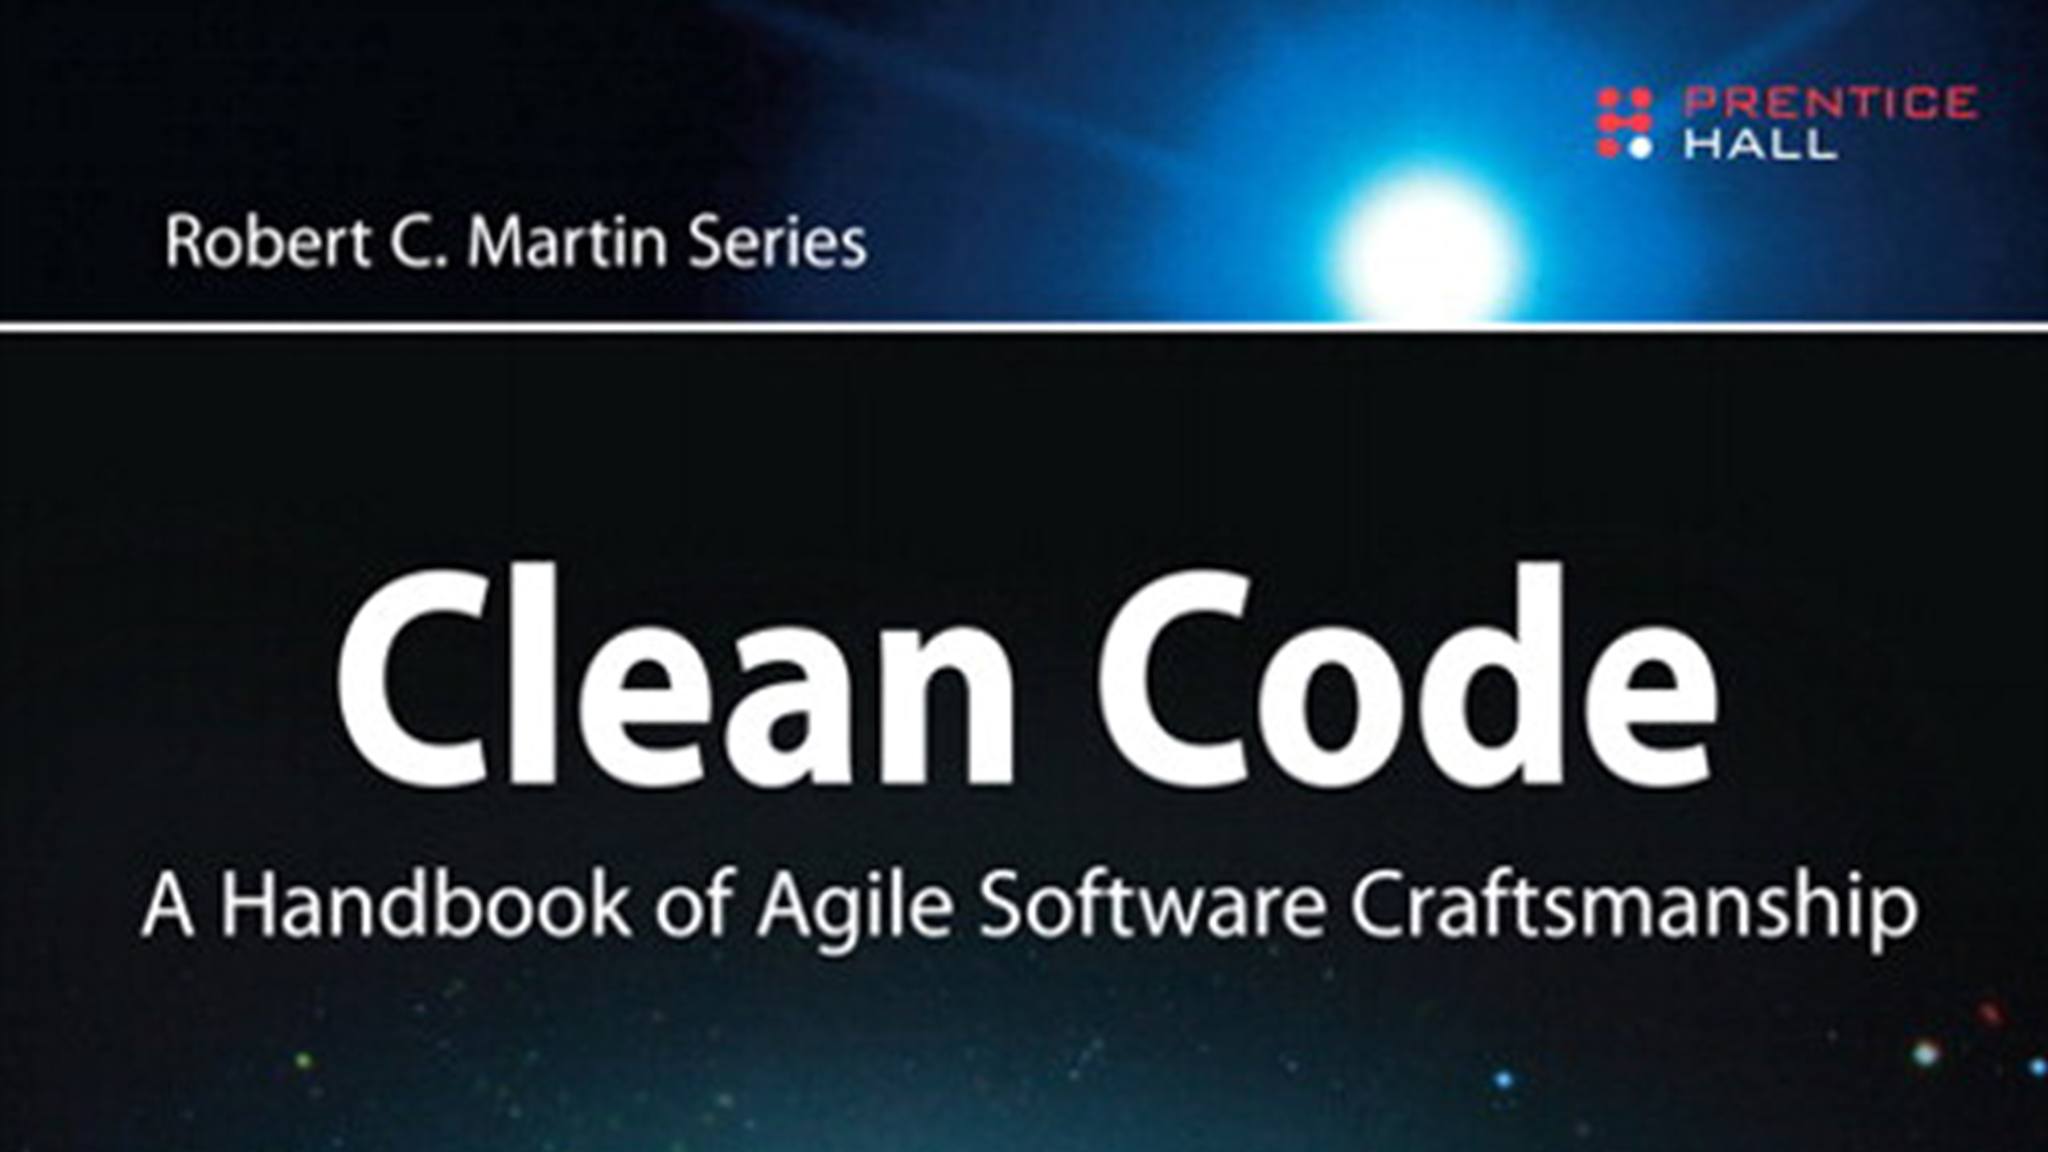 PRENTICE
HALL
Robert C. Martin Series
Clean Code
A Handbook of Agile Software Craftsmanship